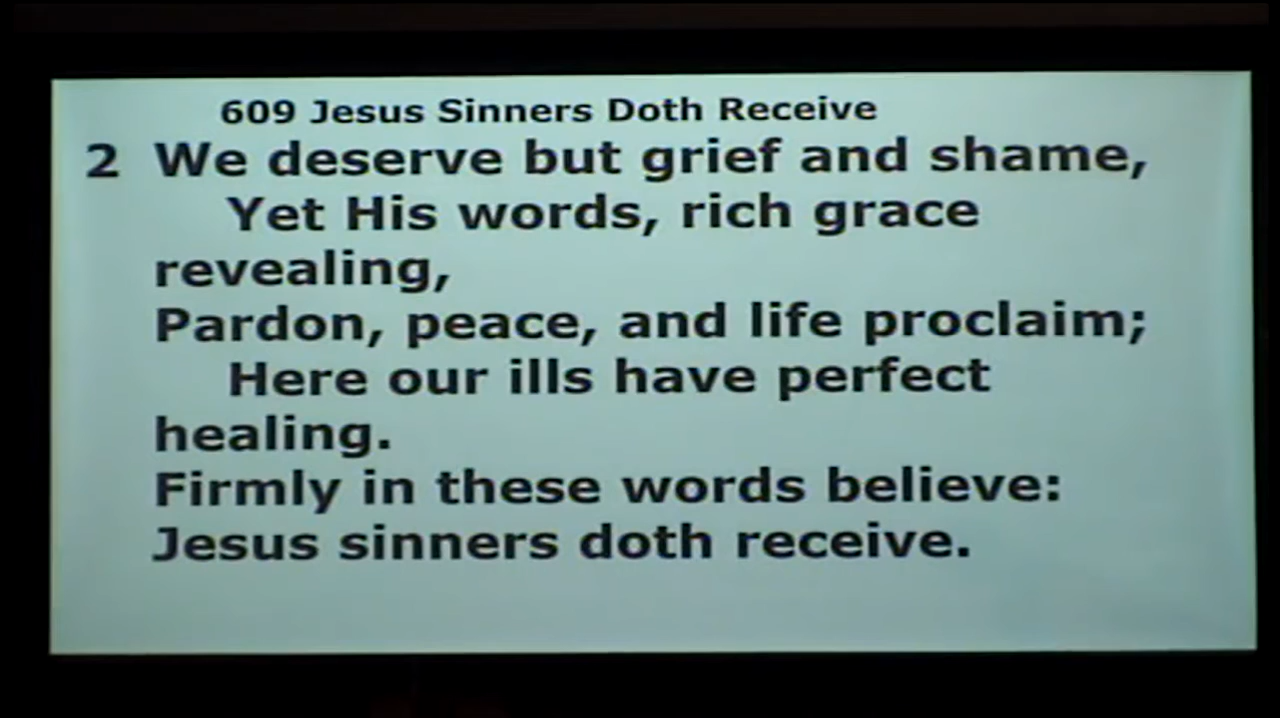 609 Jesus Sinners Doth Receive
2 We deserve but grief and shame,
Yet His words, rich grace
revealing,
Pardon, peace, and life proclaim;
Here our ills have perfect
healing.
Firmly in these words believe:
Jesus sinners doth receive.